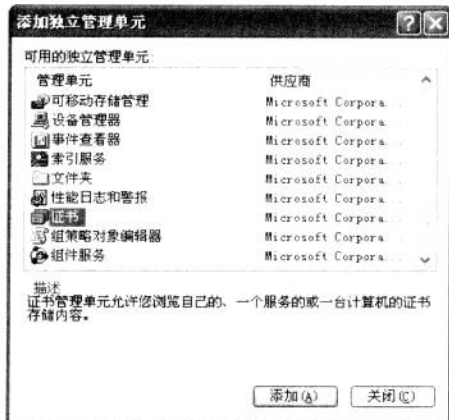 添加独立管理单元
可用的独立管理单元:
管理单元 供应商
可移动存储管理 Microsoft Corpora...
设备管理器 Microsoft Corpora...
事件查看器 Microsoft Corpora...
索引服务 Microsoft Corpora...
文件夹 Microsoft Corpora...
性能日志和警报 Microsoft Corpora...
证书 Microsoft Corpora...
组策略对象编辑器 Microsoft Corpora...
组件服务 Microsoft Corpora...
描述
证书管理单元允许您浏览自己的、一个服务的或一台计算机的证书
存储内容。
添加(A) 关闭(C)